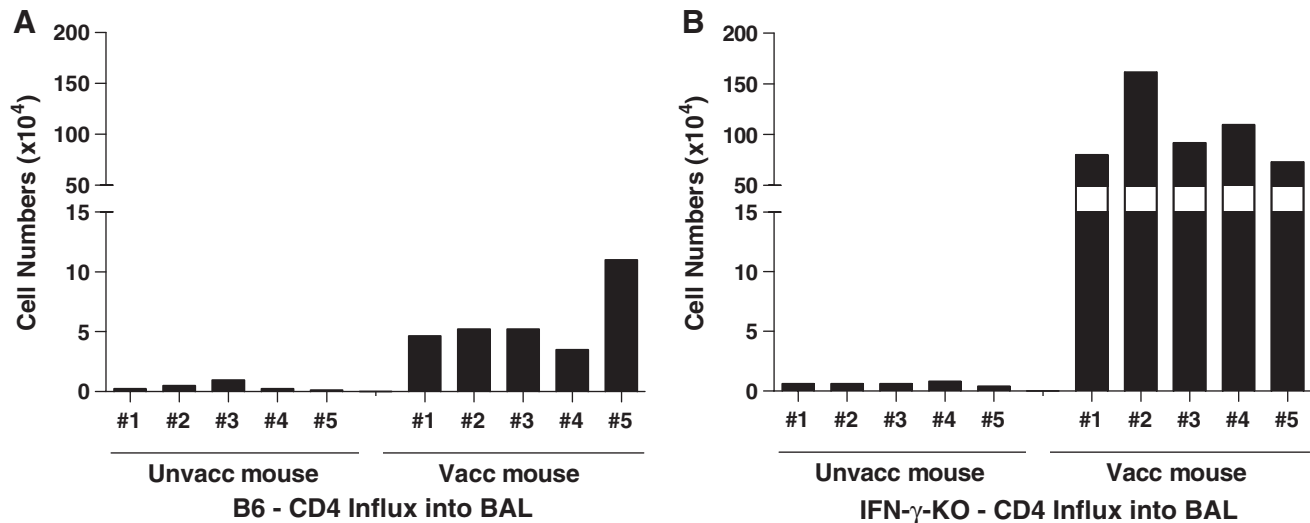 A
Cell Numbers (x10⁴)
200
150
100
50
15
10
5
0
#1 #2 #3 #4 #5 #1 #2 #3 #4 #5
Unvacc mouse Vacc mouse
B6 - CD4 Influx into BAL
B
Cell Numbers (x10⁴)
200
150
100
50
15
10
5
0
#1 #2 #3 #4 #5 #1 #2 #3 #4 #5
Unvacc mouse Vacc mouse
IFN-γ-KO - CD4 Influx into BAL